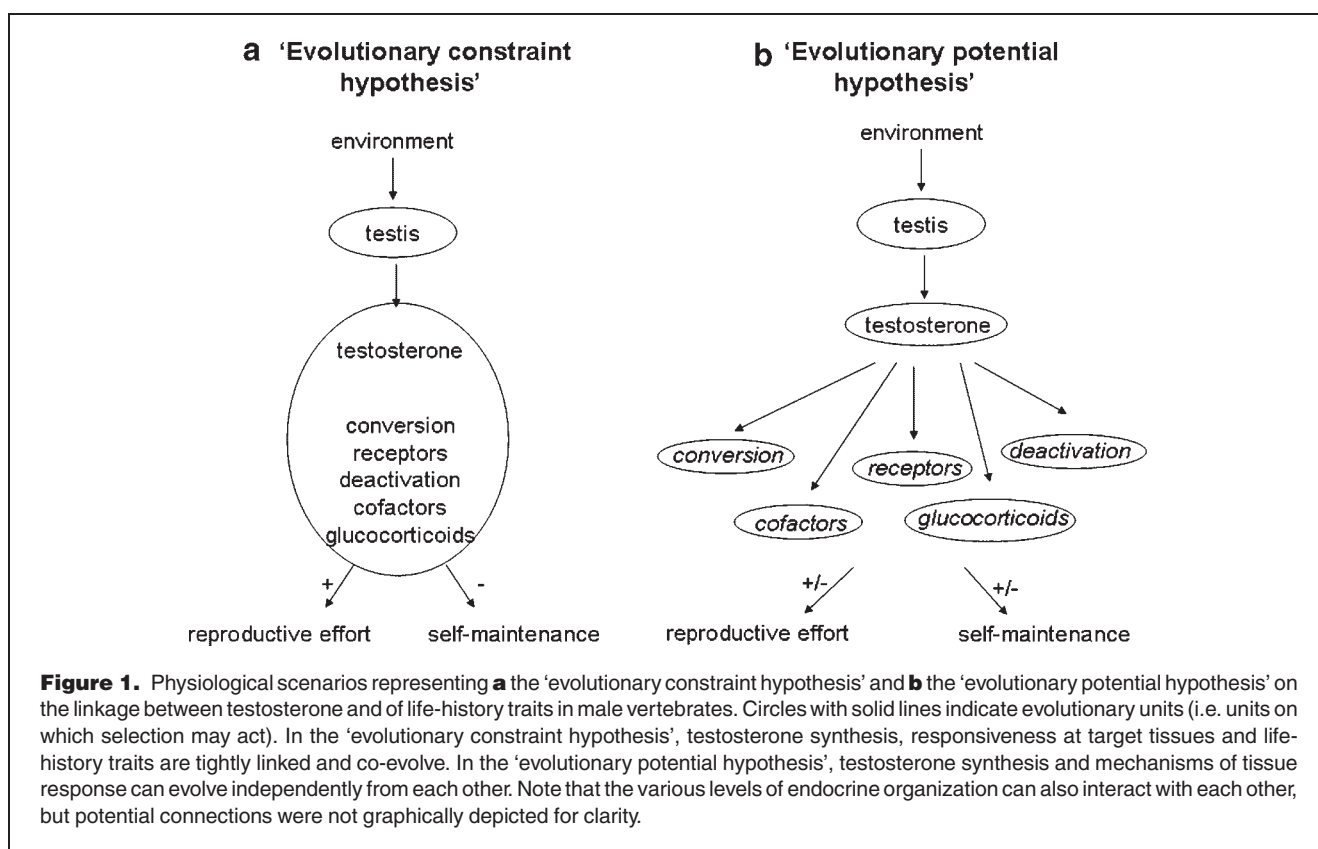 a 'Evolutionary constraint
hypothesis'
environment
testis
testosterone
conversion
receptors
deactivation
cofactors
glucocorticoids
+
-
reproductive effort
self-maintenance
b 'Evolutionary potential
hypothesis'
environment
testis
testosterone
conversion
receptors
deactivation
cofactors
glucocorticoids
+/-
+/-
reproductive effort
self-maintenance
Figure 1. Physiological scenarios representing a the 'evolutionary constraint hypothesis' and b the 'evolutionary potential hypothesis' on
the linkage between testosterone and of life-history traits in male vertebrates. Circles with solid lines indicate evolutionary units (i.e. units on
which selection may act). In the 'evolutionary constraint hypothesis', testosterone synthesis, responsiveness at target tissues and life-
history traits are tightly linked and co-evolve. In the 'evolutionary potential hypothesis', testosterone synthesis and mechanisms of tissue
response can evolve independently from each other. Note that the various levels of endocrine organization can also interact with each other,
but potential connections were not graphically depicted for clarity.